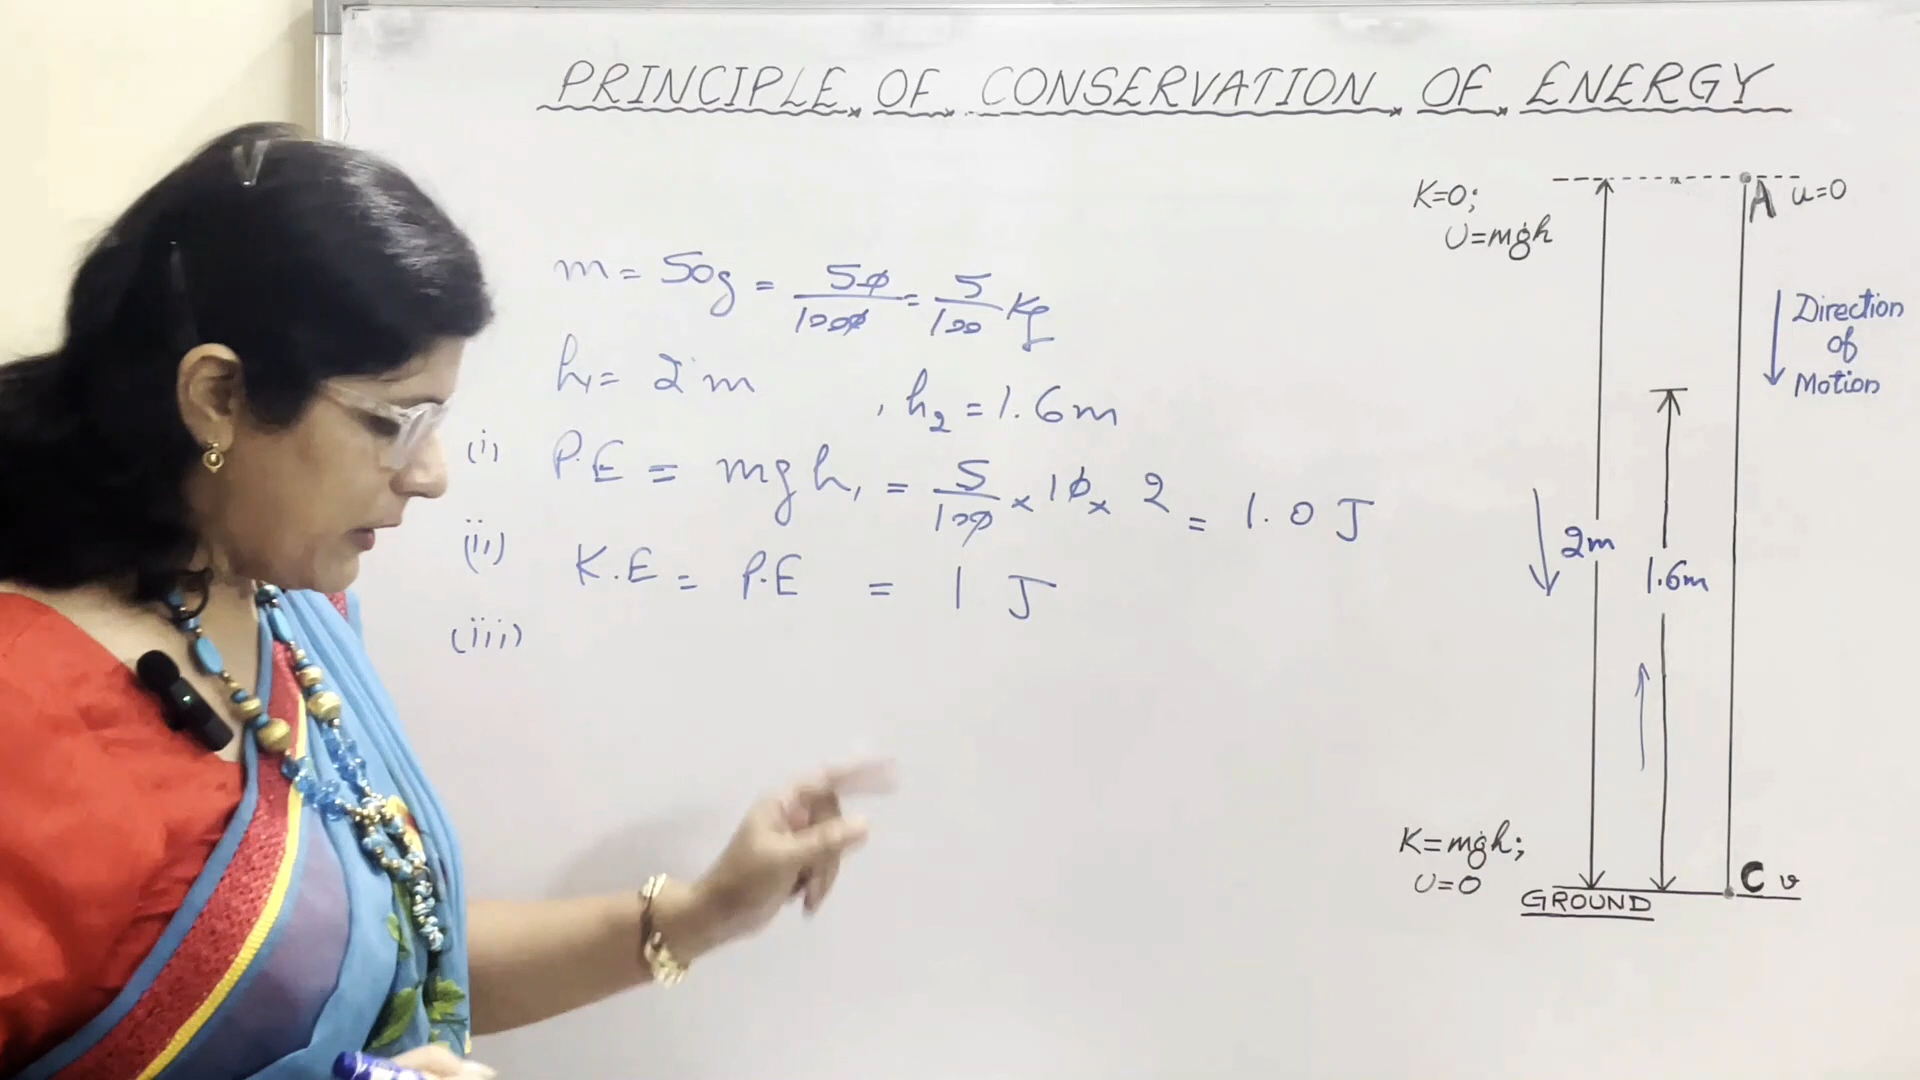 PRINCIPLE OF CONSERVATION OF ENERGY
m = 50g = 50/1000 = 5/100 Kg
h₁ = 2m , h₂ = 1.6m
(i) P.E = mgh₁ = 5/100 × 10 × 2 = 1.0 J
(ii) K.E = P.E = 1 J
(iii)
K=0;
U=mgh
A u=0
Direction
of
Motion
2m
1.6m
K=mgh;
U=0
C v
GROUND